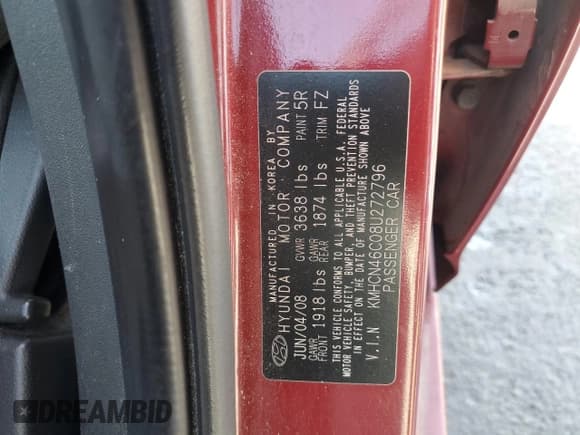 MANUFACTURED IN KOREA BY
HYUNDAI MOTOR COMPANY
JUN/04/08 GVWR 3638 lbs PAINT 5R
GAWR FRONT 1918 lbs GAWR REAR 1874 lbs TRIM FZ
THIS VEHICLE CONFORMS TO ALL APPLICABLE U.S.A. FEDERAL
MOTOR VEHICLE SAFETY, BUMPER, AND THEFT PREVENTION STANDARDS
IN EFFECT ON THE DATE OF MANUFACTURE SHOWN ABOVE
V.I.N KMHCN46C08U272796
PASSENGER CAR
DREAMBID